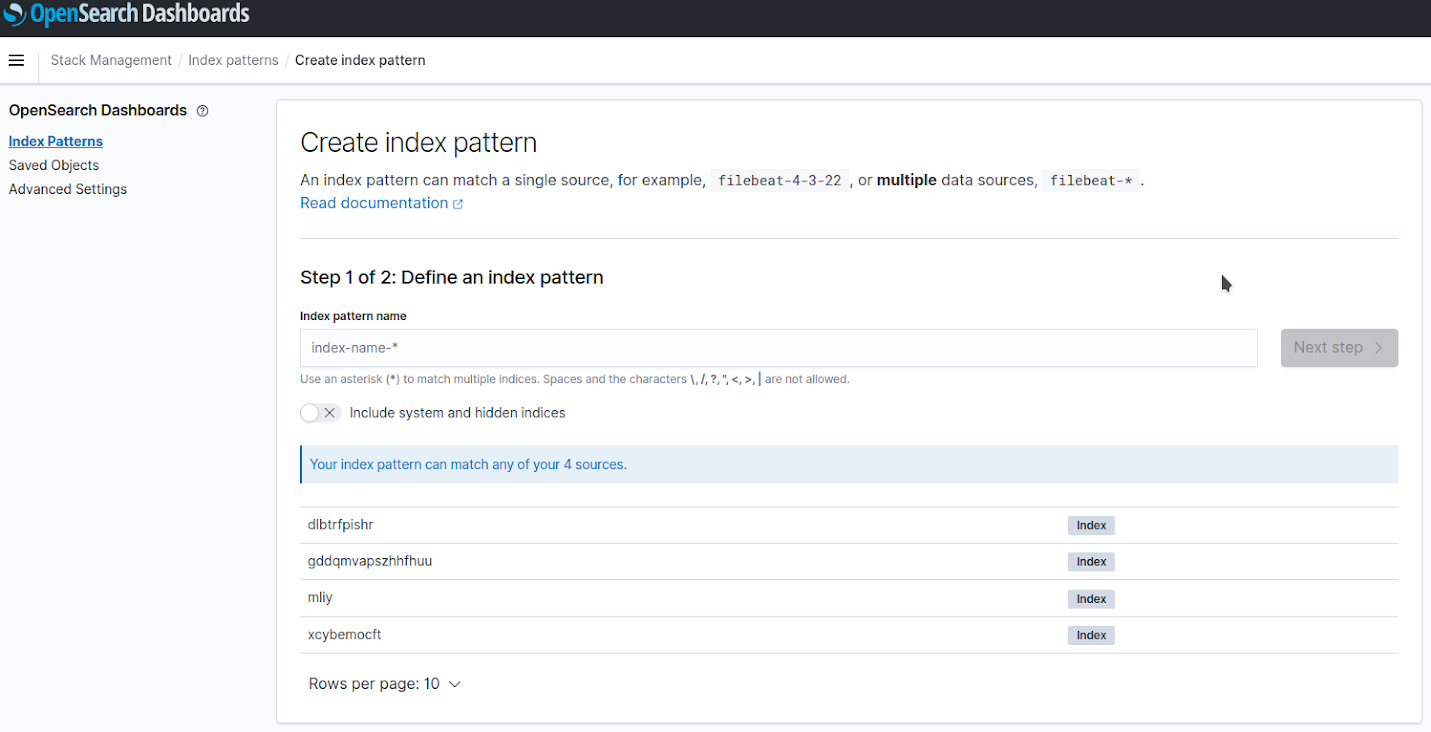 OpenSearch Dashboards
Stack Management / Index patterns / Create index pattern
OpenSearch Dashboards
Index Patterns
Saved Objects
Advanced Settings
Create index pattern
An index pattern can match a single source, for example, filebeat-4-3-22 , or multiple data sources, filebeat-* .
Read documentation
Step 1 of 2: Define an index pattern
Index pattern name
index-name-*
Next step
Use an asterisk (*) to match multiple indices. Spaces and the characters \, /, ?, ", <, >, | are not allowed.
Include system and hidden indices
Your index pattern can match any of your 4 sources.
dlbtrfpishr Index
gddqmvapszhhfhuu Index
mliy Index
xcybemocft Index
Rows per page: 10